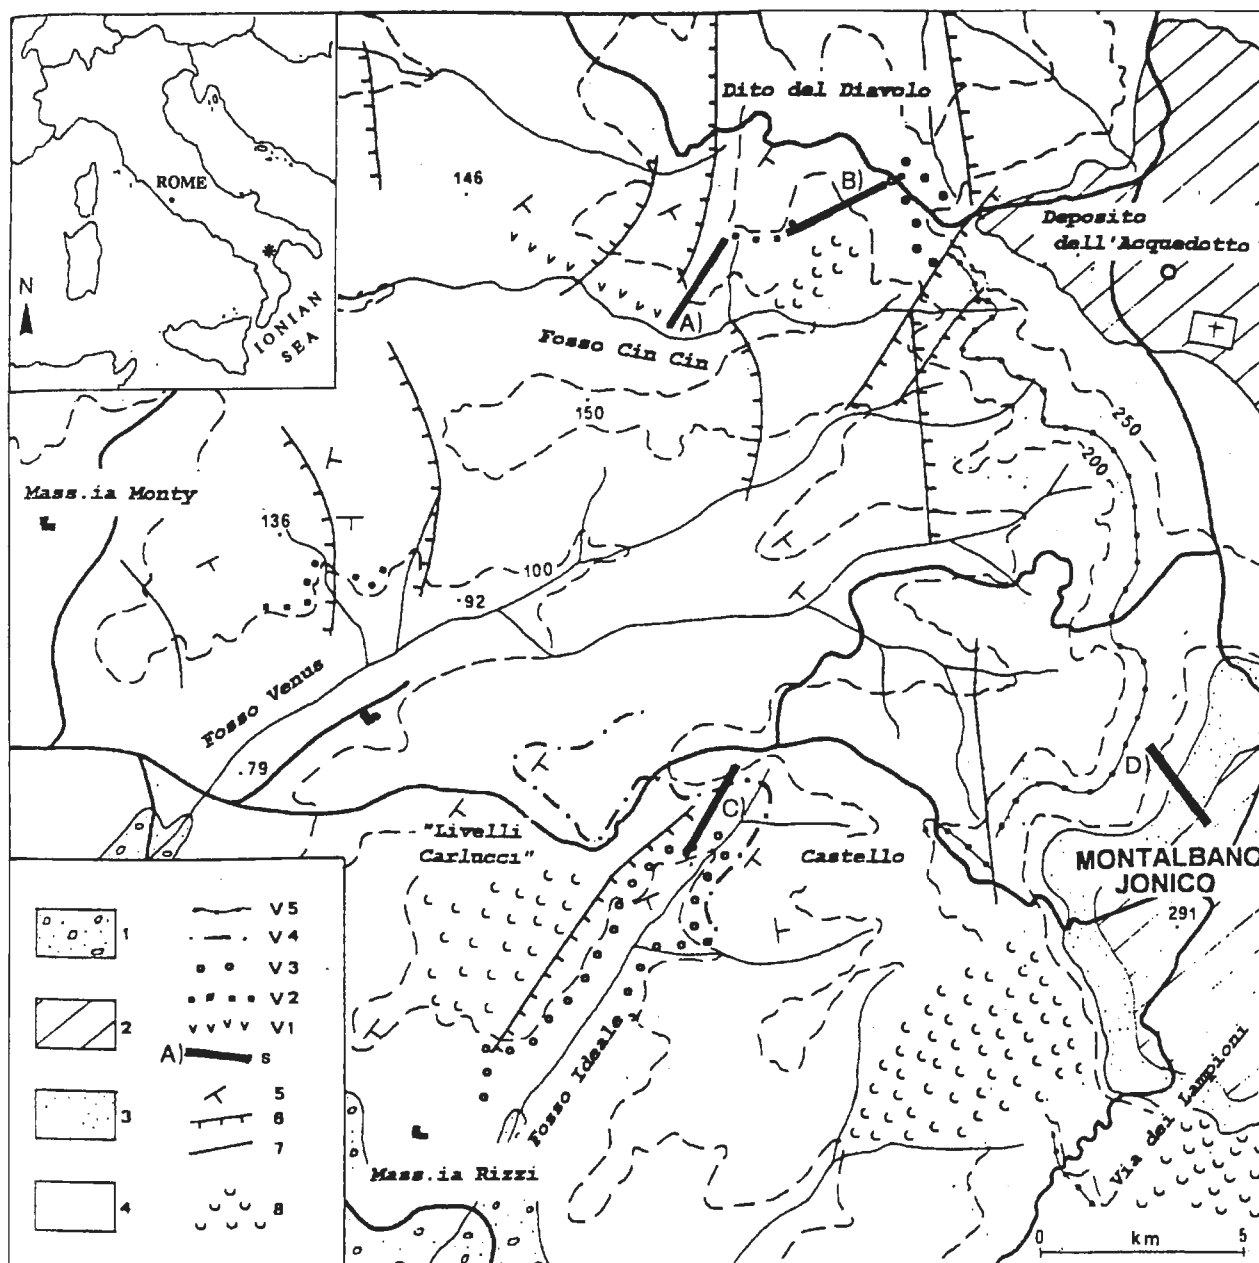 ROME
N
IONIAN
SEA
Dito del Diavolo
146
B)
Deposito
dell'Acquedotto
A)
Fosso Cin Cin
150
250
200
Mass.ia Monty
136
100
.92
Fosso Venus
.79
D)
C)
"Livelli
Carlucci"
Castello
MONTALBANO
JONICO
291
1
V5
V4
V3
2
V2
V1
A)
s
3
5
6
7
4
8
Fosso Ideale
Mass.ia Rizzi
Via dei Lampioni
0
km
5